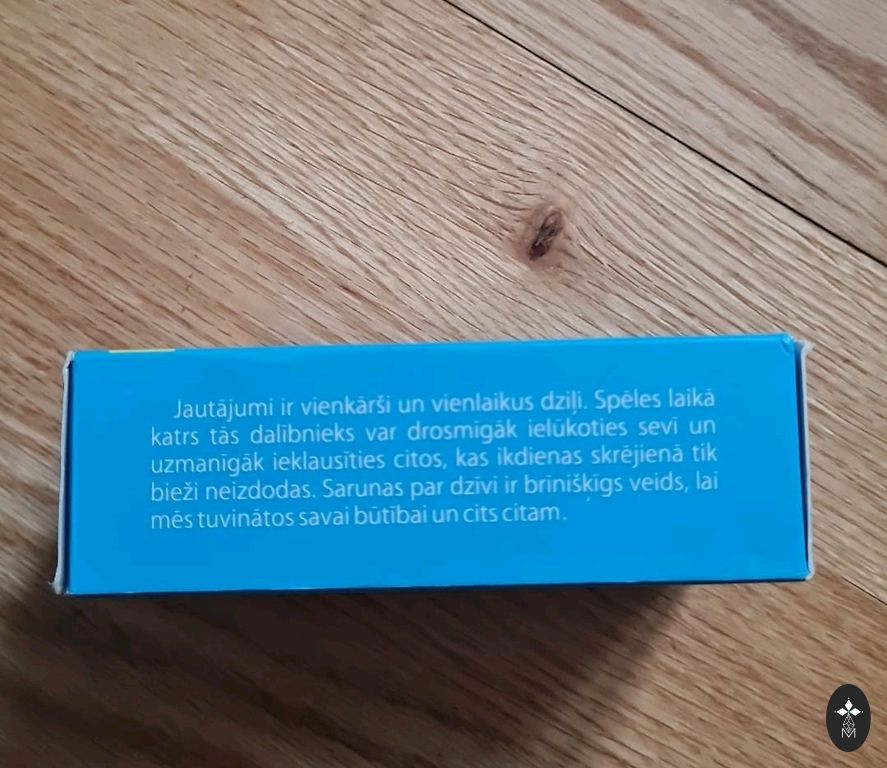 Jautājumi ir vienkārši un vienlaikus dziļi. Spēles laikā
katrs tās dalībnieks var drosmīgāk ielūkoties sevī un
uzmanīgāk ieklausīties citos, kas ikdienas skrējienā tik
bieži neizdodas. Sarunas par dzīvi ir brīnišķīgs veids, lai
mēs tuvinātos savai būtībai un cits citam.
M